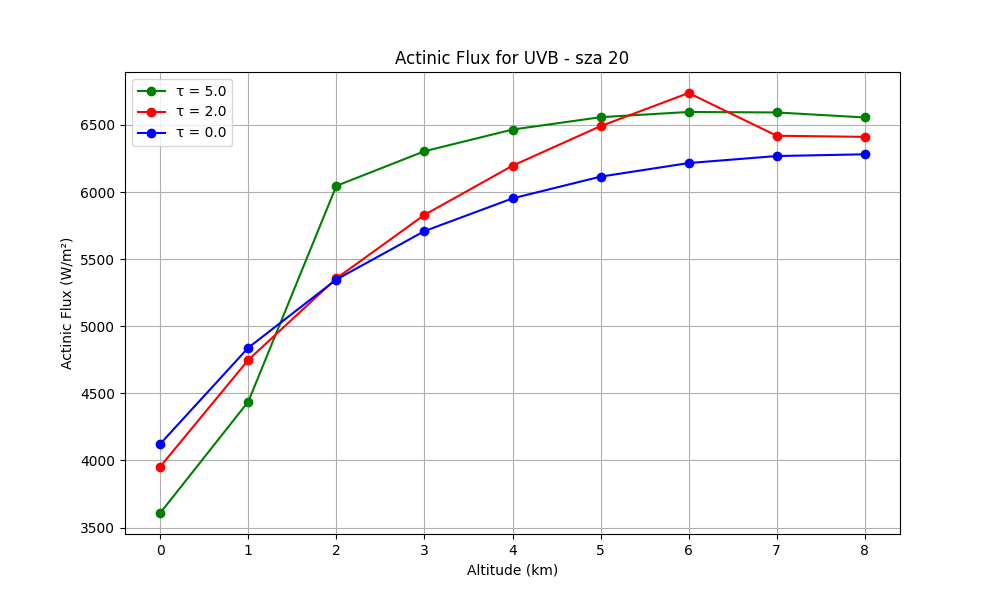 Actinic Flux for UVB - sza 20
τ = 5.0
τ = 2.0
τ = 0.0
Actinic Flux (W/m²)
6500
6000
5500
5000
4500
4000
3500
0 1 2 3 4 5 6 7 8
Altitude (km)